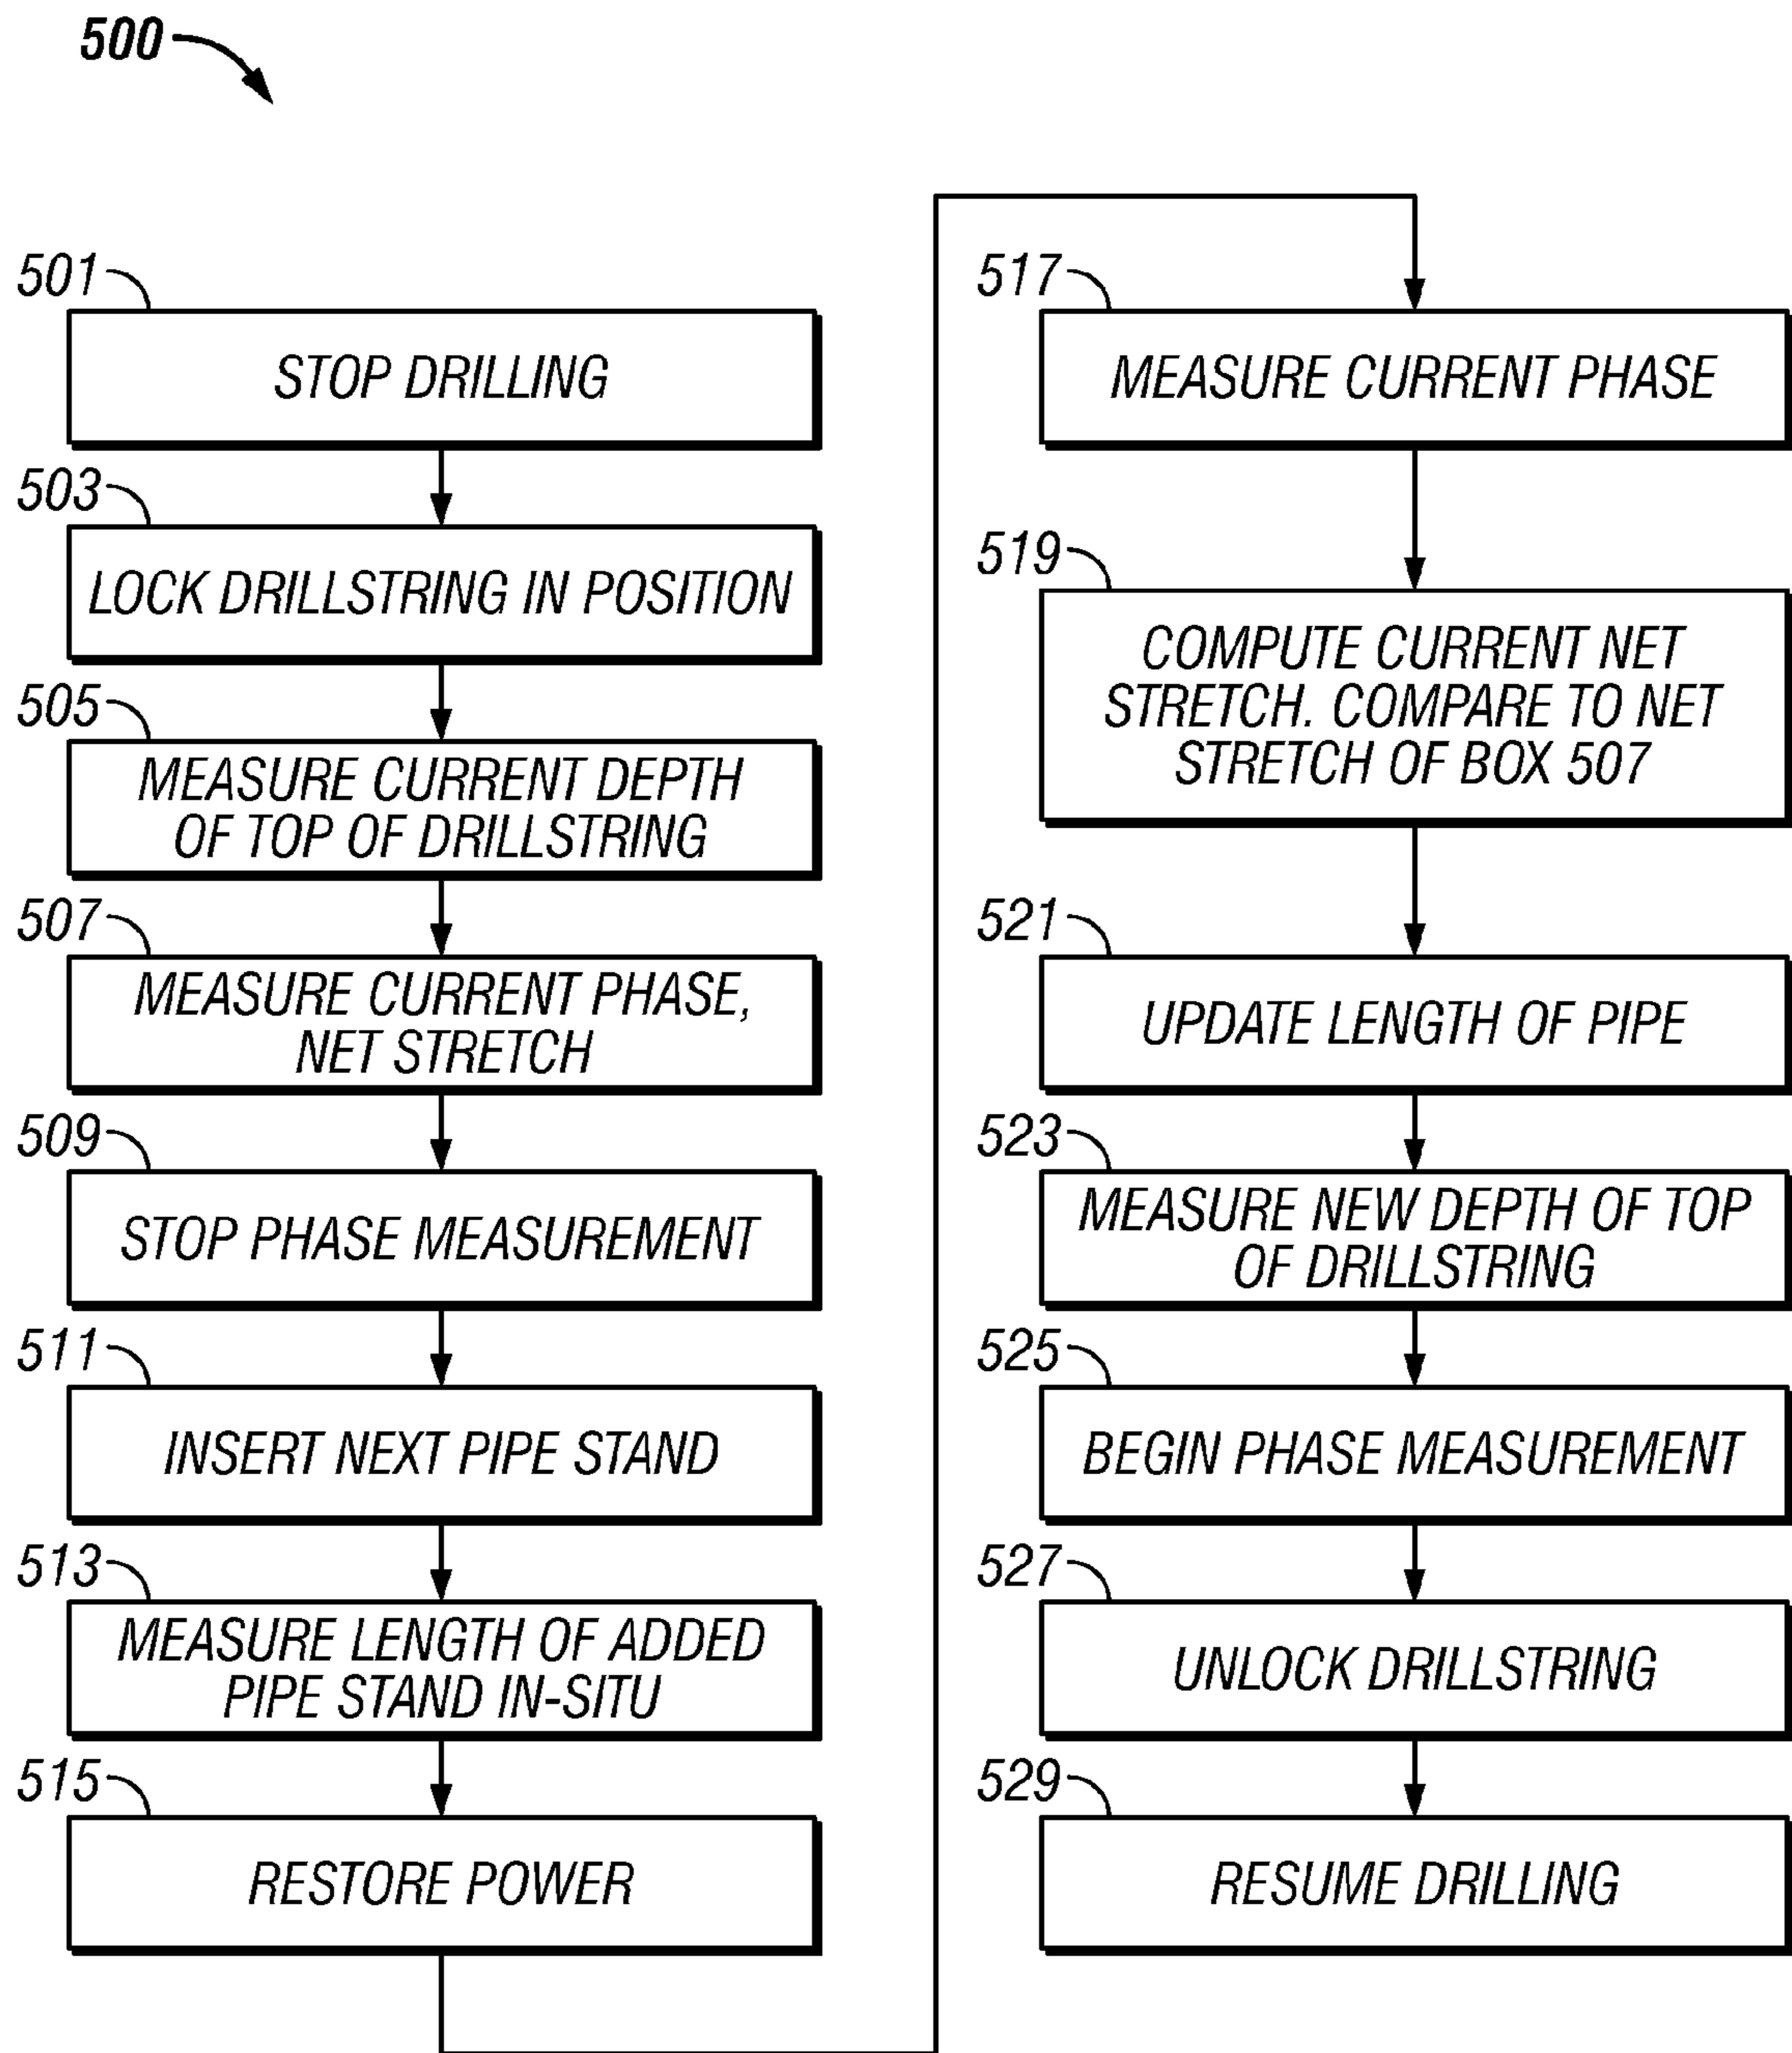 500
501
STOP DRILLING
503
LOCK DRILLSTRING IN POSITION
505
MEASURE CURRENT DEPTH
OF TOP OF DRILLSTRING
507
MEASURE CURRENT PHASE,
NET STRETCH
509
STOP PHASE MEASUREMENT
511
INSERT NEXT PIPE STAND
513
MEASURE LENGTH OF ADDED
PIPE STAND IN-SITU
515
RESTORE POWER
517
MEASURE CURRENT PHASE
519
COMPUTE CURRENT NET
STRETCH. COMPARE TO NET
STRETCH OF BOX 507
521
UPDATE LENGTH OF PIPE
523
MEASURE NEW DEPTH OF TOP
OF DRILLSTRING
525
BEGIN PHASE MEASUREMENT
527
UNLOCK DRILLSTRING
529
RESUME DRILLING